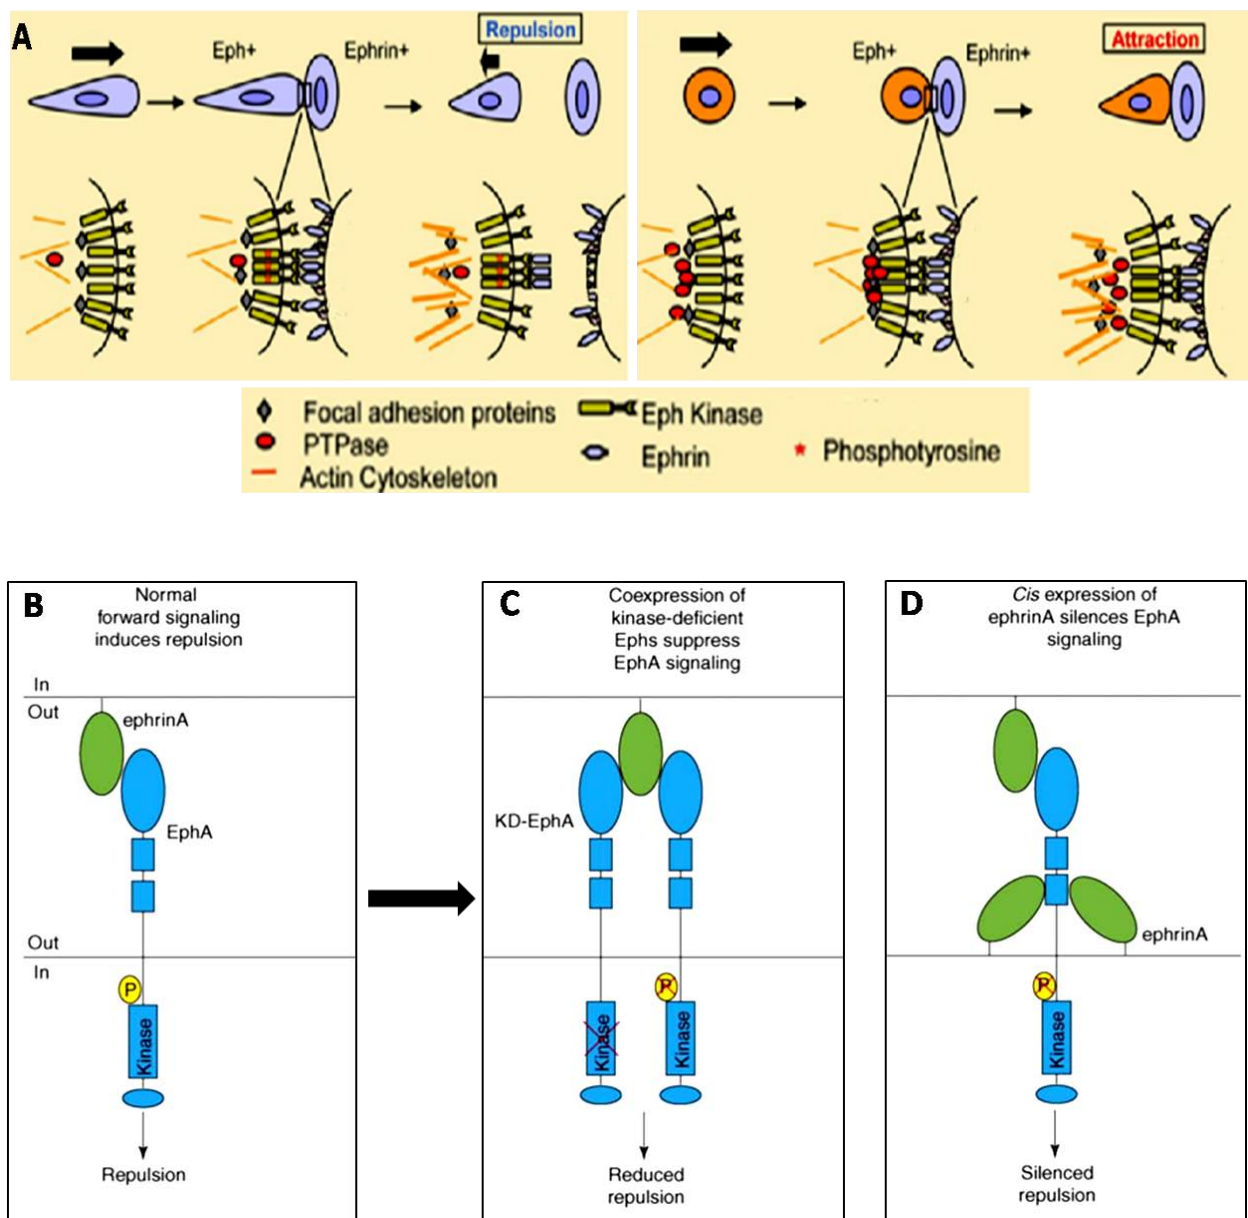 A
Eph+
Ephrin+
Repulsion
Eph+
Ephrin+
Attraction
Focal adhesion proteins
Eph Kinase
PTPase
Ephrin
Phosphotyrosine
Actin Cytoskeleton
B
Normal
forward signaling
induces repulsion
In
Out
ephrinA
EphA
Out
In
P
Kinase
Repulsion
C
Coexpression of
kinase-deficient
Ephs suppress
EphA signaling
KD-EphA
P
Kinase
Kinase
Reduced
repulsion
D
Cis expression of
ephrinA silences EphA
signaling
ephrinA
P
Kinase
Silenced
repulsion